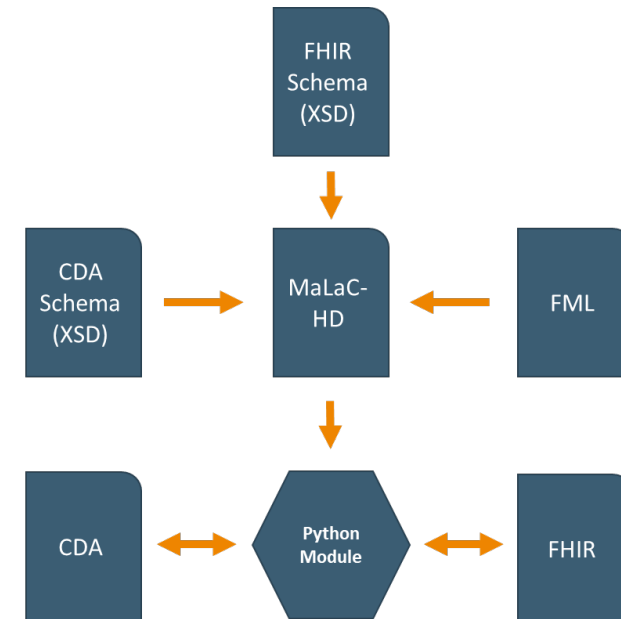 FHIR
Schema
(XSD)
CDA
Schema
(XSD)
MaLaC-
HD
FML
CDA
Python
Module
FHIR